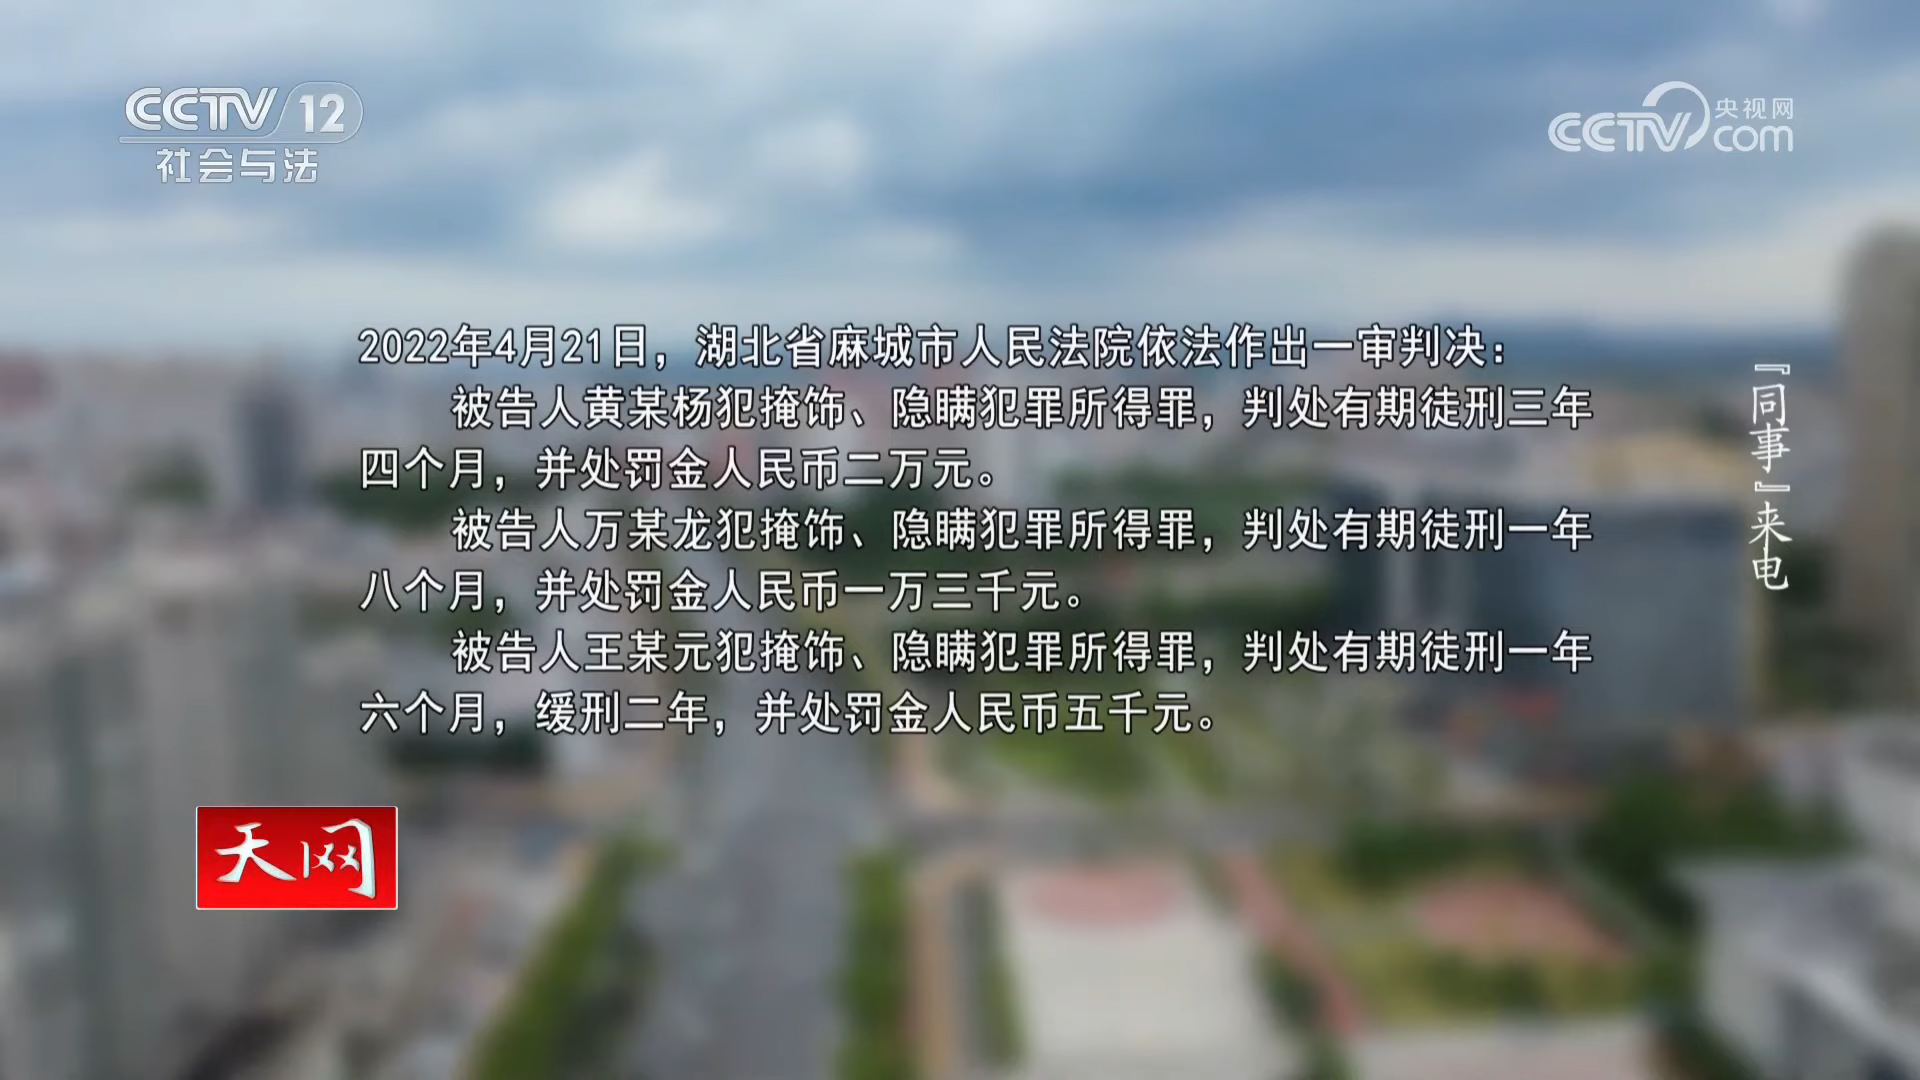 CCTV 12
社会与法
央视网
CCTV.com
2022年4月21日，湖北省麻城市人民法院依法作出一审判决：
被告人黄某杨犯掩饰、隐瞒犯罪所得罪，判处有期徒刑三年
四个月，并处罚金人民币二万元。
被告人万某龙犯掩饰、隐瞒犯罪所得罪，判处有期徒刑一年
八个月，并处罚金人民币一万三千元。
被告人王某元犯掩饰、隐瞒犯罪所得罪，判处有期徒刑一年
六个月，缓刑二年，并处罚金人民币五千元。
『同事』来电
天网